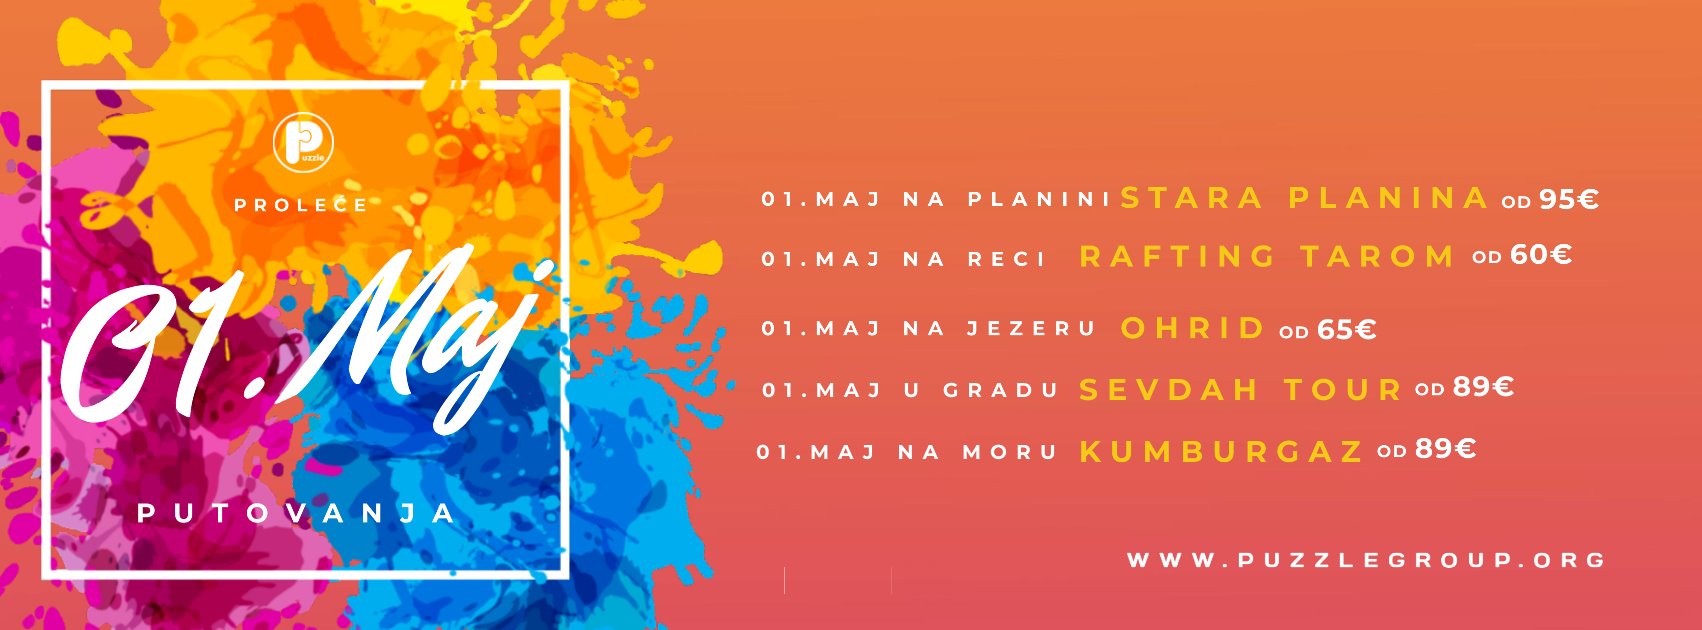 Puzzle
PROLEĆE
01.Maj
PUTOVANJA
01.MAJ NA PLANINI STARA PLANINA OD 95€
01.MAJ NA RECI RAFTING TAROM OD 60€
01.MAJ NA JEZERU OHRID OD 65€
01.MAJ U GRADU SEVDAH TOUR OD 89€
01.MAJ NA MORU KUMBURGAZ OD 89€
WWW.PUZZLEGROUP.ORG